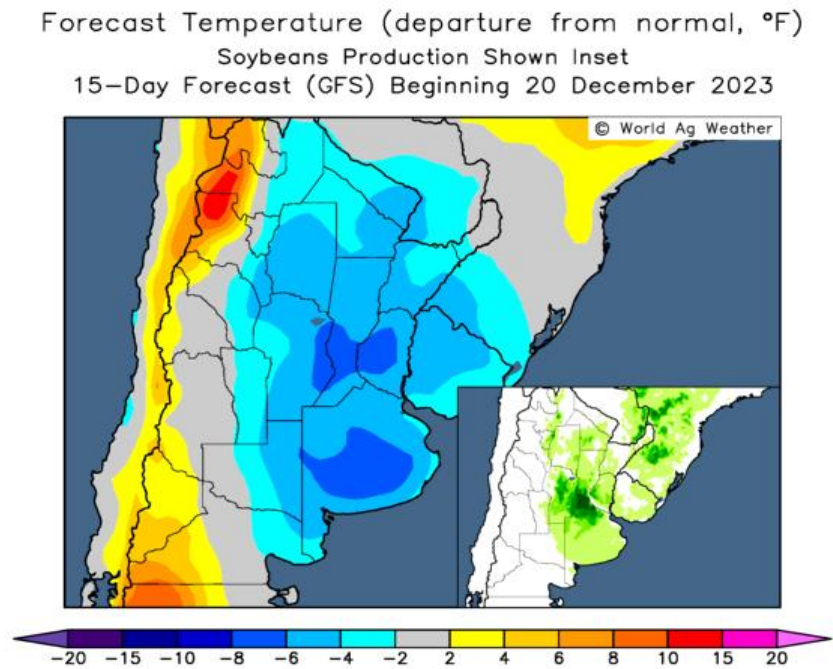 Forecast Temperature (departure from normal, °F)
Soybeans Production Shown Inset
15-Day Forecast (GFS) Beginning 20 December 2023
© World Ag Weather
-20 -15 -10 -8 -6 -4 -2 2 4 6 8 10 15 20